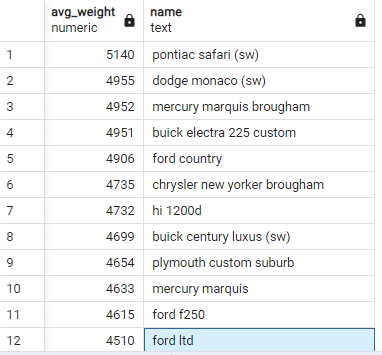 avg_weight name
numeric text
1 5140 pontiac safari (sw)
2 4955 dodge monaco (sw)
3 4952 mercury marquis brougham
4 4951 buick electra 225 custom
5 4906 ford country
6 4735 chrysler new yorker brougham
7 4732 hi 1200d
8 4699 buick century luxus (sw)
9 4654 plymouth custom suburb
10 4633 mercury marquis
11 4615 ford f250
12 4510 ford ltd